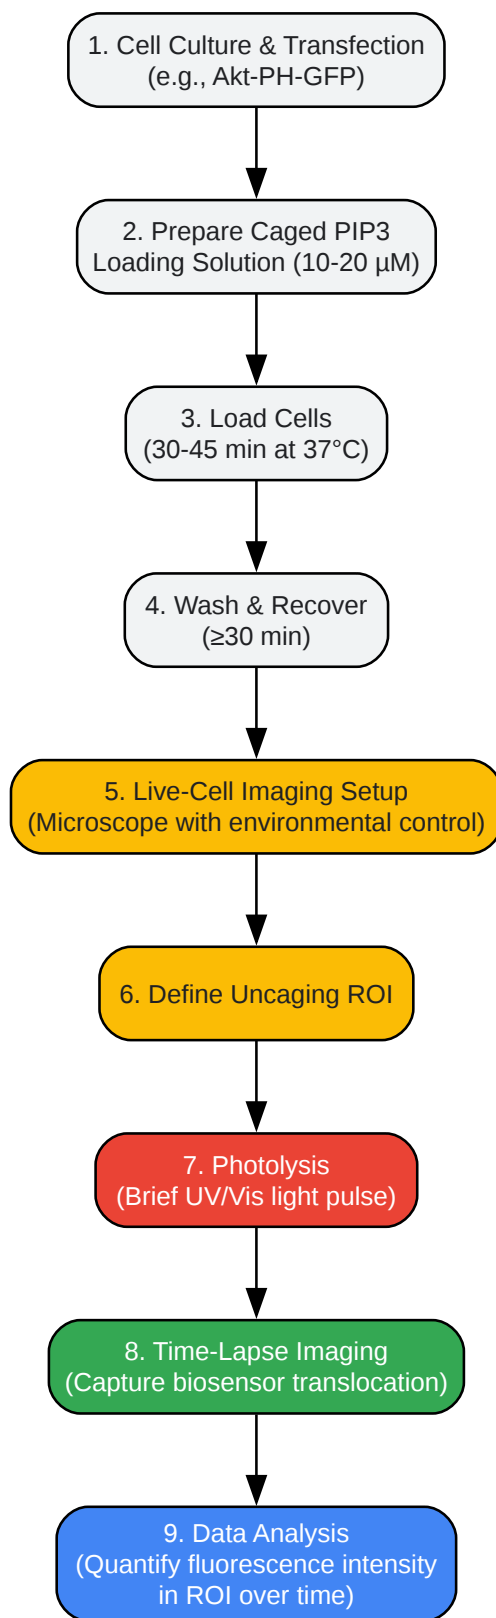 1. Cell Culture & Transfection
(e.g., Akt-PH-GFP)
2. Prepare Caged PIP3
Loading Solution (10-20 µM)
3. Load Cells
(30-45 min at 37°C)
4. Wash & Recover
(≥30 min)
5. Live-Cell Imaging Setup
(Microscope with environmental control)
6. Define Uncaging ROI
7. Photolysis
(Brief UV/Vis light pulse)
8. Time-Lapse Imaging
(Capture biosensor translocation)
9. Data Analysis
(Quantify fluorescence intensity
in ROI over time)